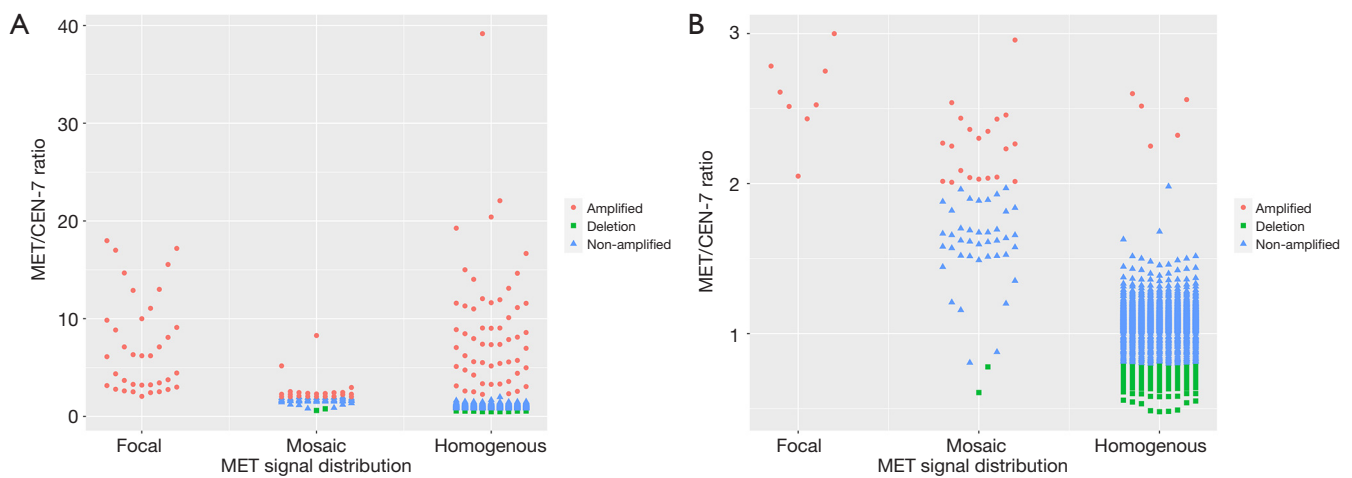 A
MET/CEN-7 ratio
40
30
20
10
0
Focal
Mosaic
Homogenous
MET signal distribution
Amplified
Deletion
Non-amplified
B
MET/CEN-7 ratio
3
2
1
Focal
Mosaic
Homogenous
MET signal distribution
Amplified
Deletion
Non-amplified